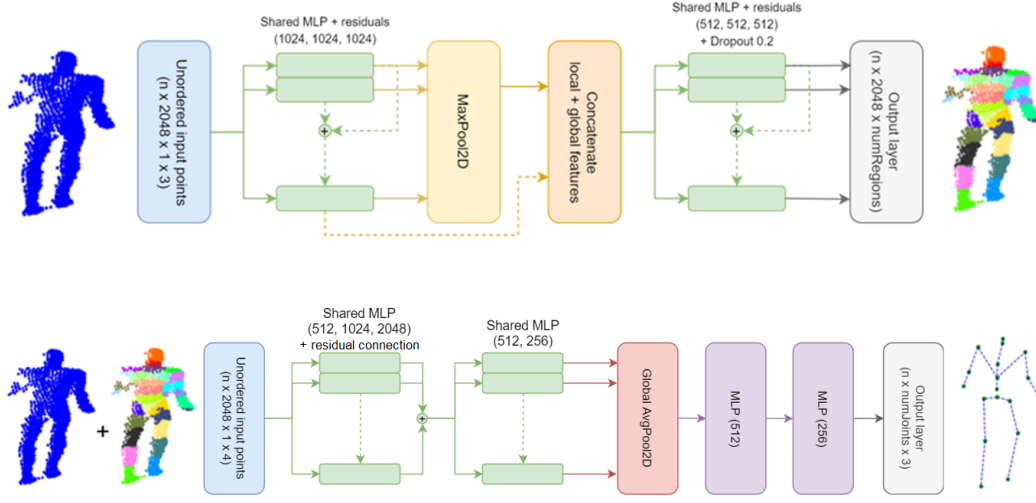 Unordered input points
(n x 2048 x 1 x 3)
Shared MLP + residuals
(1024, 1024, 1024)
+
MaxPool2D
Concatenate
local + global
features
Shared MLP + residuals
(512, 512, 512)
+ Dropout 0.2
+
Output layer
(n x 2048 x numRegions)
+
Unordered input points
(n x 2048 x 1 x 4)
Shared MLP
(512, 1024, 2048)
+ residual connection
+
Shared MLP
(512, 256)
Global AvgPool2D
MLP (512)
MLP (256)
Output layer
(n x numJoints x 3)